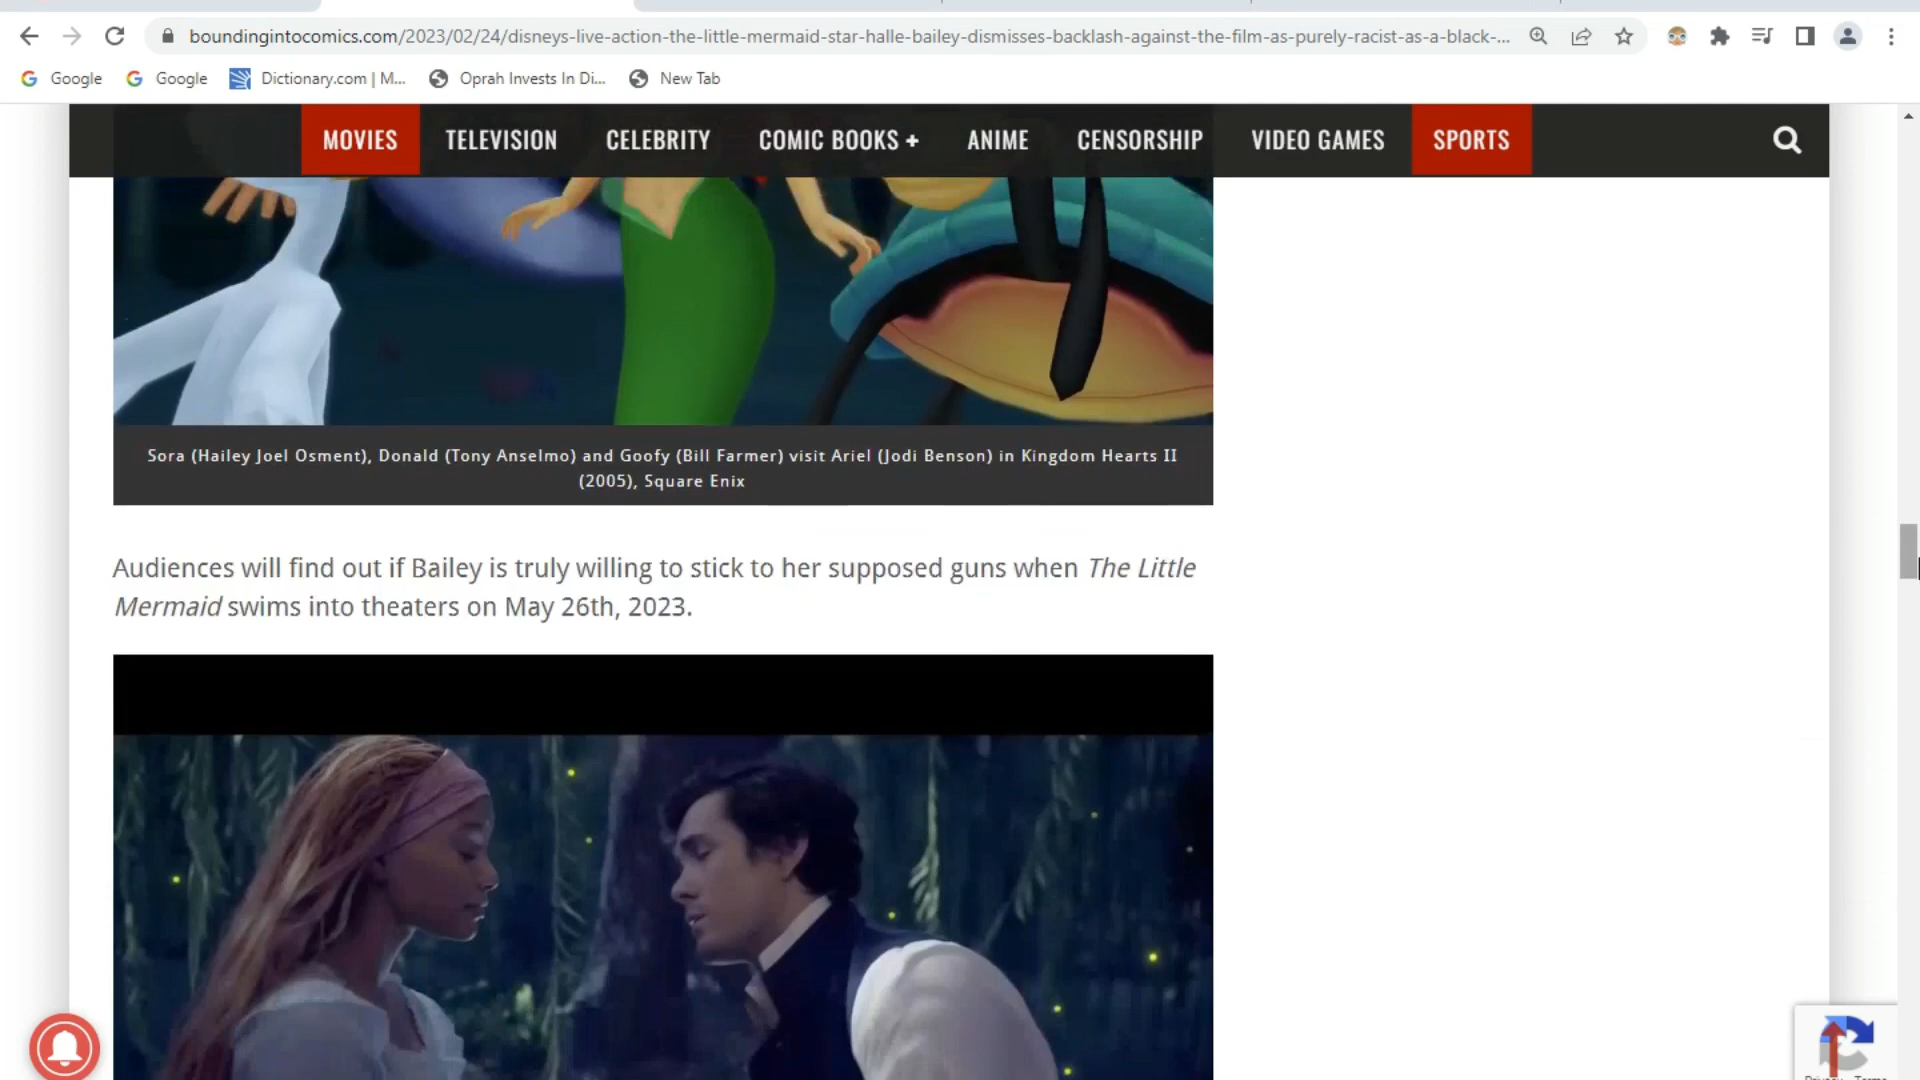 boundingintocomics.com/2023/02/24/disneys-live-action-the-little-mermaid-star-halle-bailey-dismisses-backlash-against-the-film-as-purely-racist-as-a-black-...
Google
Google
Dictionary.com | M...
Oprah Invests In Di...
New Tab
MOVIES
TELEVISION
CELEBRITY
COMIC BOOKS +
ANIME
CENSORSHIP
VIDEO GAMES
SPORTS
Sora (Hailey Joel Osment), Donald (Tony Anselmo) and Goofy (Bill Farmer) visit Ariel (Jodi Benson) in Kingdom Hearts II
(2005), Square Enix
Audiences will find out if Bailey is truly willing to stick to her supposed guns when The Little
Mermaid swims into theaters on May 26th, 2023.